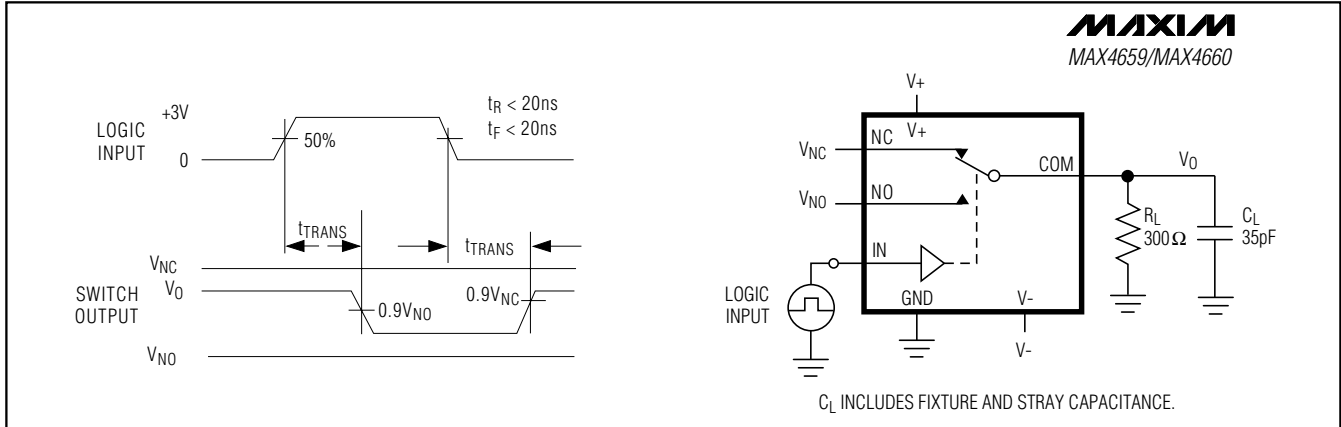 MAXIM
MAX4659/MAX4660
LOGIC
INPUT
+3V
0
50%
tR < 20ns
tF < 20ns
tTRANS
tTRANS
VNC
SWITCH
OUTPUT
VO
0.9VNO
0.9VNC
VNO
V+
V+
VNC
NC
COM
VO
VNO
NO
RL
300Ω
CL
35pF
IN
LOGIC
INPUT
GND
V-
V-
CL INCLUDES FIXTURE AND STRAY CAPACITANCE.